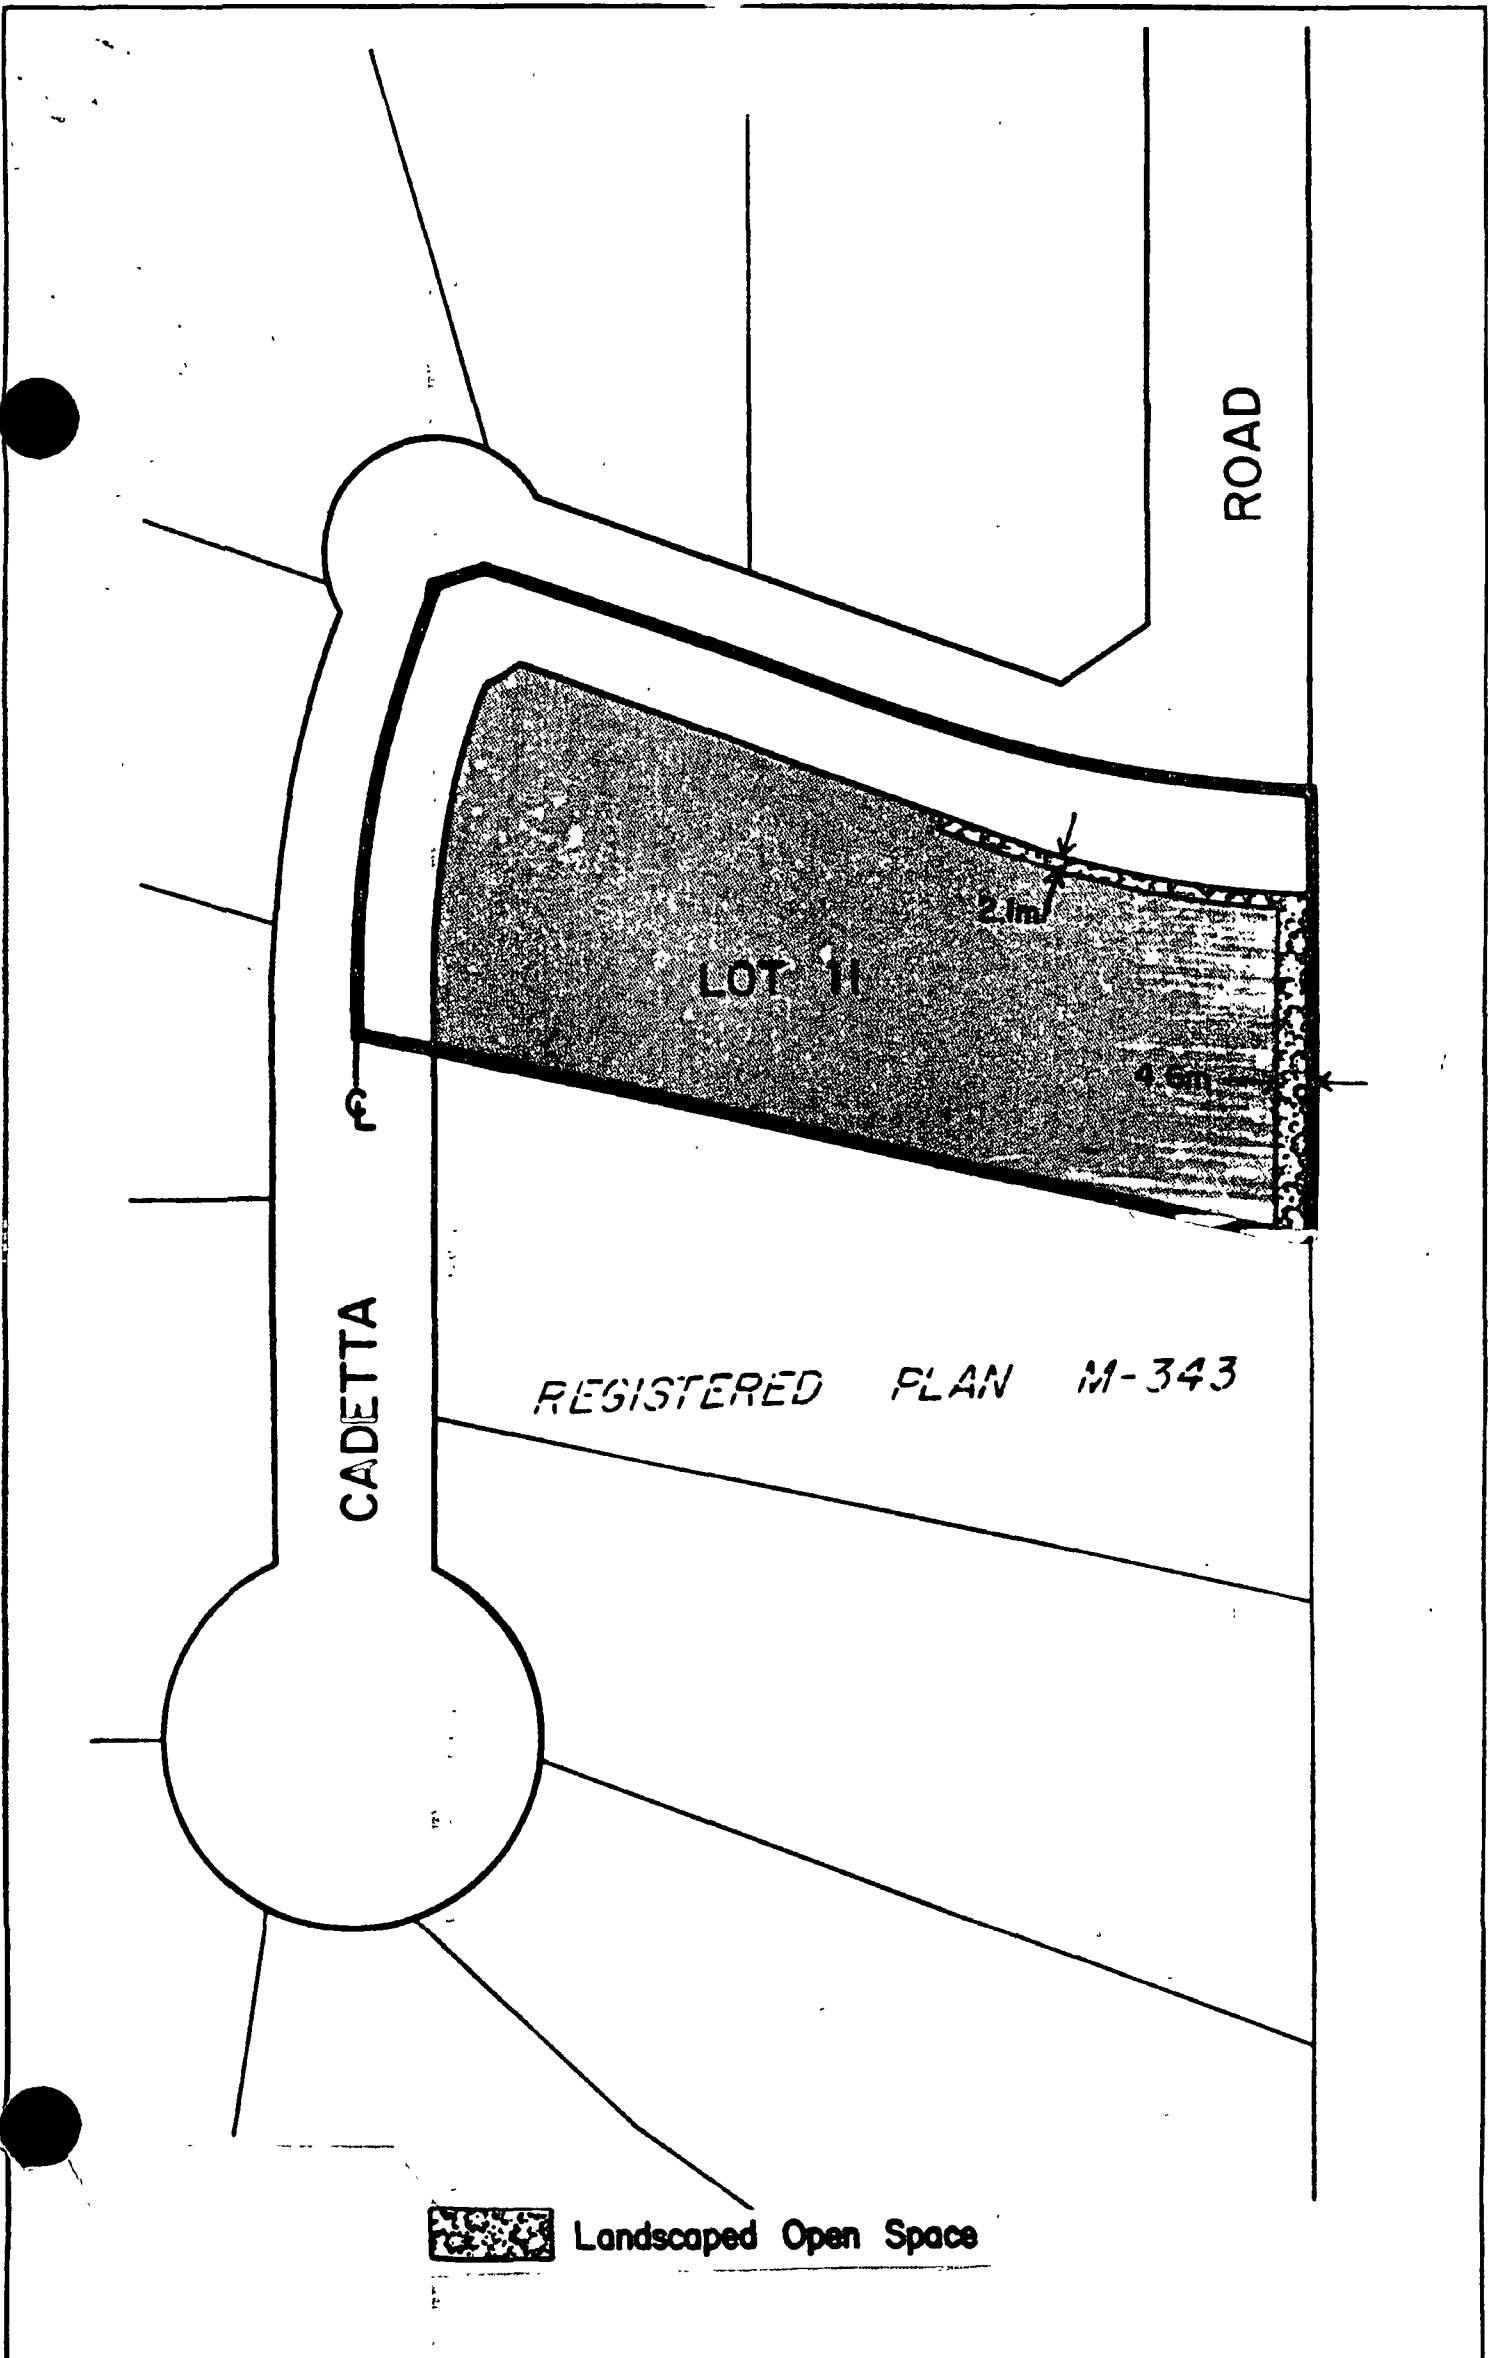 ROAD
2.1m
LOT 11
4.6m
℄
CADETTA
REGISTERED PLAN M-343
Landscaped Open Space